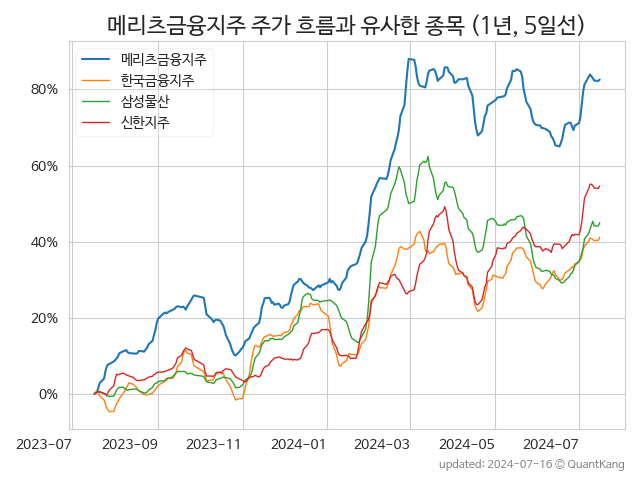 메리츠금융지주 주가 흐름과 유사한 종목 (1년, 5일선)
메리츠금융지주
한국금융지주
삼성물산
신한지주
80%
60%
40%
20%
0%
2023-07 2023-09 2023-11 2024-01 2024-03 2024-05 2024-07
updated: 2024-07-16 © QuantKang